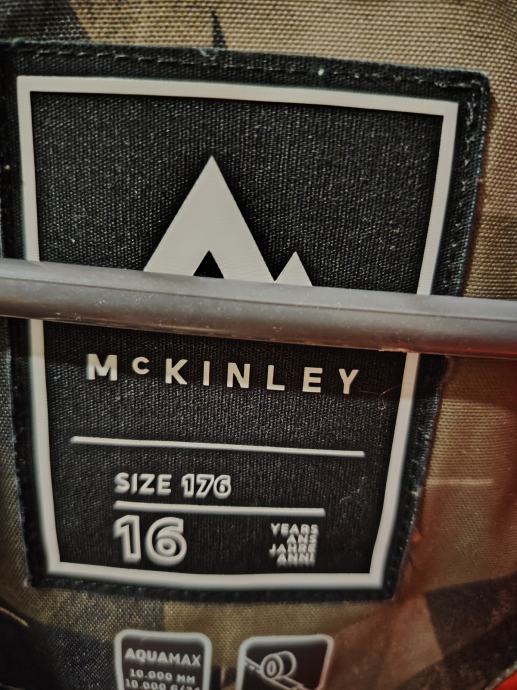 McKINLEY
SIZE 176
16
YEARS
ANS
JAHRE
ANNI
AQUAMAX
10.000 MM